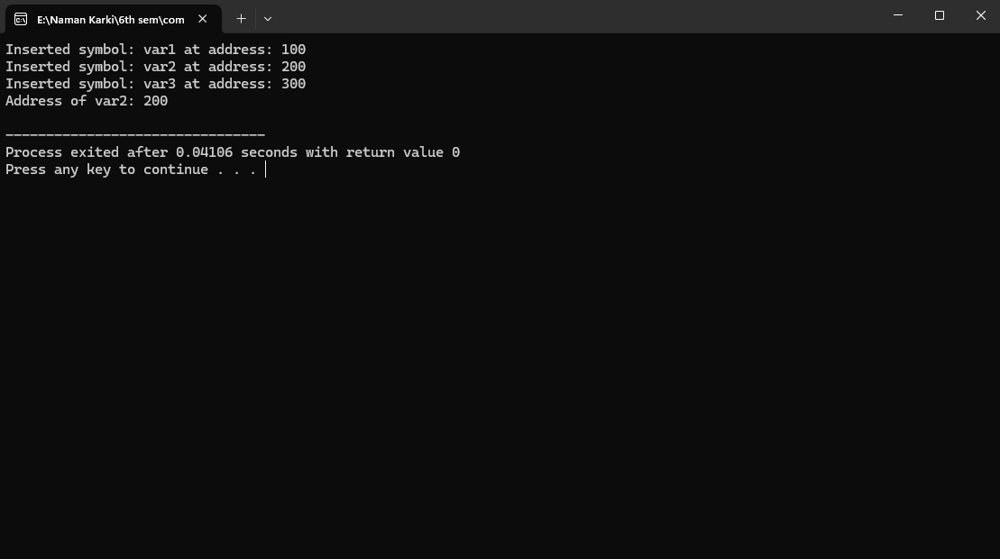 E:\Naman Karki\6th sem\com
Inserted symbol: var1 at address: 100
Inserted symbol: var2 at address: 200
Inserted symbol: var3 at address: 300
Address of var2: 200
--------------------------------
Process exited after 0.04106 seconds with return value 0
Press any key to continue . . .